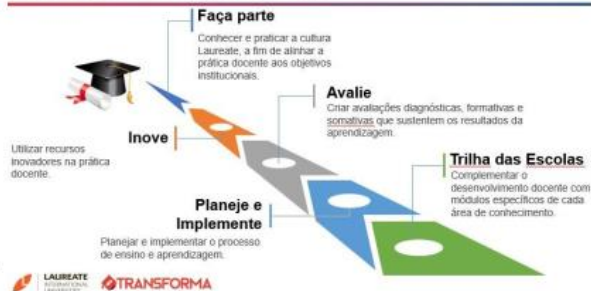 Faça parte
Conhecer e praticar a cultura
Laureate, a fim de alinhar a
prática docente aos objetivos
institucionais.
Avalie
Criar avaliações diagnósticas, formativas e
somativas que sustentem os resultados da
aprendizagem.
Inove
Utilizar recursos
inovadores na prática
docente.
Trilha das Escolas
Complementar o
desenvolvimento docente com
módulos específicos de cada
área de conhecimento.
Planeje e
Implemente
Planejar e implementar o processo
de ensino e aprendizagem.
LAUREATE
INTERNATIONAL
UNIVERSITIES
TRANSFORMA